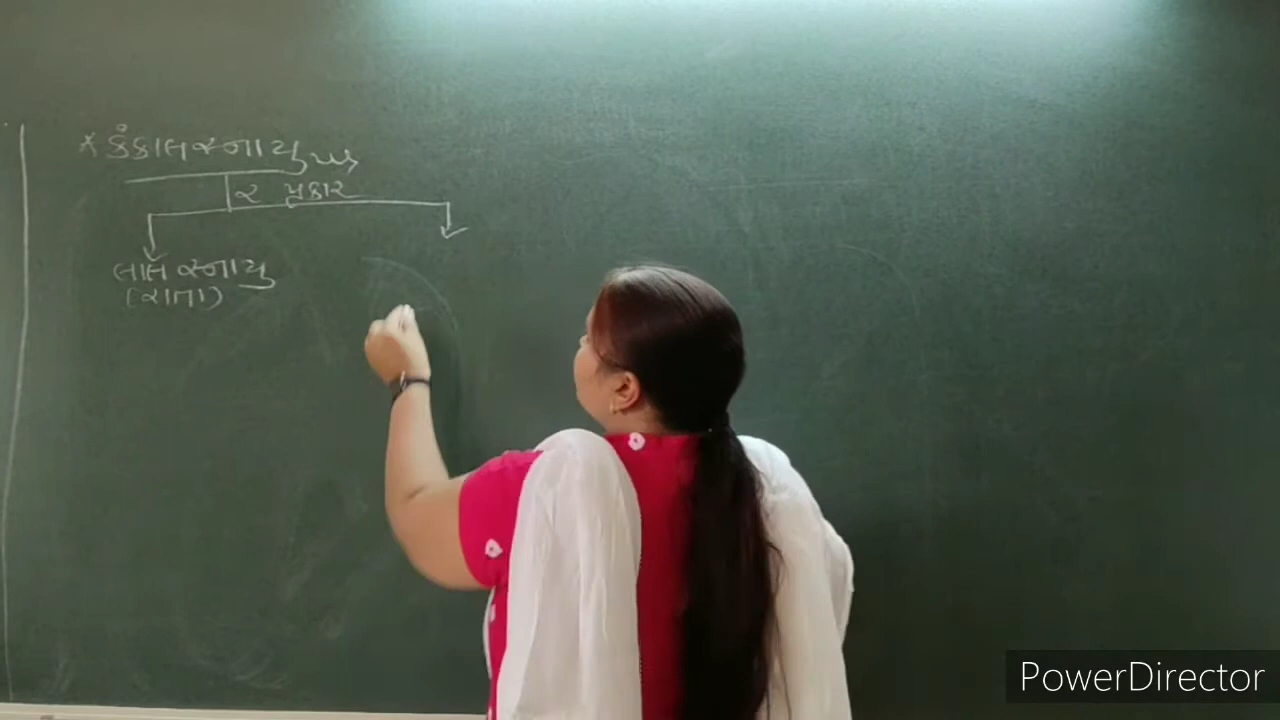 * કંકાલસ્નાયુ
૨ પ્રકાર
લાલ સ્નાયુ
(રાતા)
PowerDirector